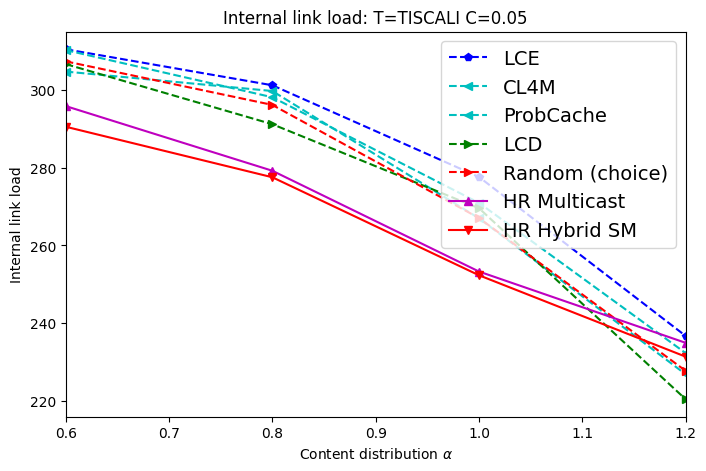 Internal link load: T=TISCALI C=0.05
LCE
CL4M
ProbCache
LCD
Random (choice)
HR Multicast
HR Hybrid SM
Internal link load
300
280
260
240
220
0.6 0.7 0.8 0.9 1.0 1.1 1.2
Content distribution α